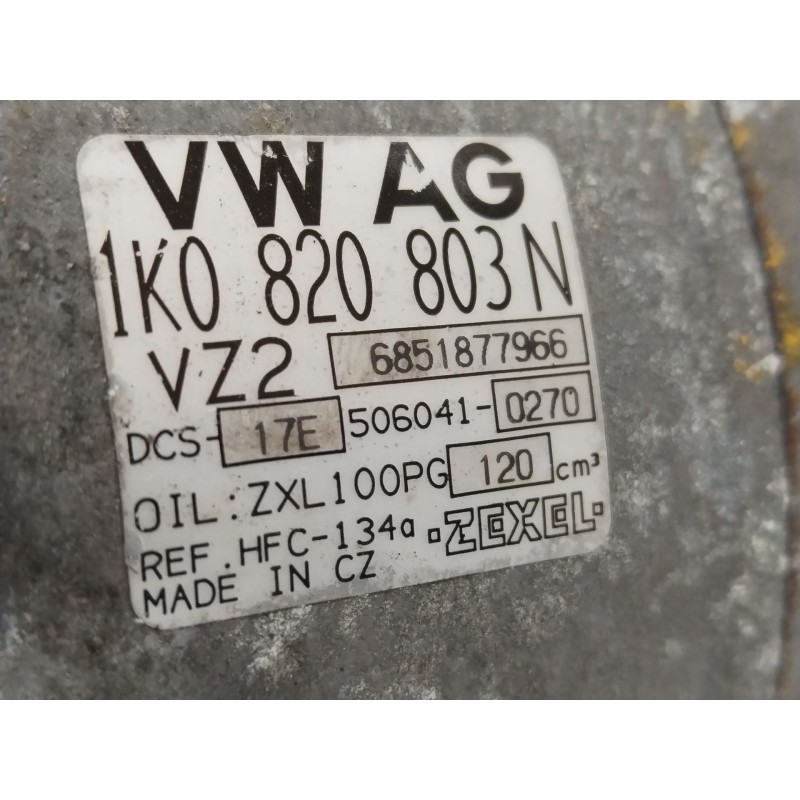 VW AG
1K0 820 803 N
VZ2 6851877966
DCS-17E 506041-0270
OIL: ZXL100PG 120 cm³
REF. HFC-134a .ZEXEL.
MADE IN CZ